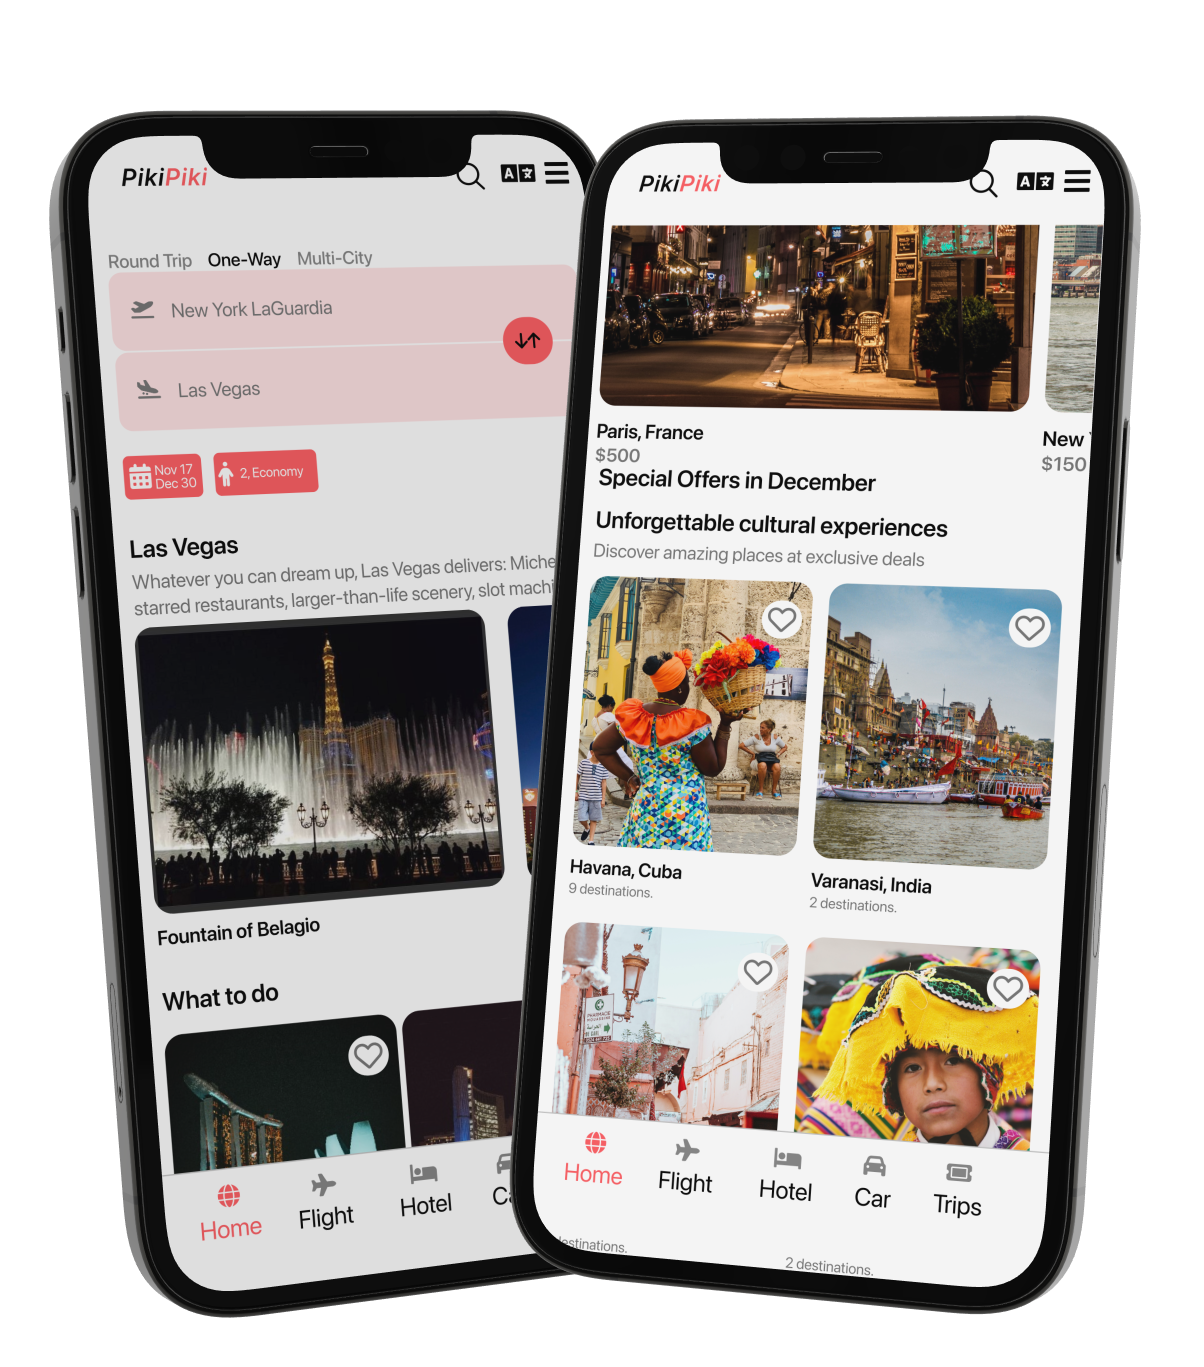 PikiPiki
A
Round Trip One-Way Multi-City
New York LaGuardia
Las Vegas
Nov 17
Dec 30
2, Economy
Las Vegas
Whatever you can dream up, Las Vegas delivers: Miche
starred restaurants, larger-than-life scenery, slot machi
Fountain of Belagio
What to do
Home Flight Hotel Ca
PikiPiki
A
Paris, France
$500
New
$150
Special Offers in December
Unforgettable cultural experiences
Discover amazing places at exclusive deals
Havana, Cuba
9 destinations.
Varanasi, India
2 destinations.
PHARMACIE
Home Flight Hotel Car Trips
destinations.
2 destinations.